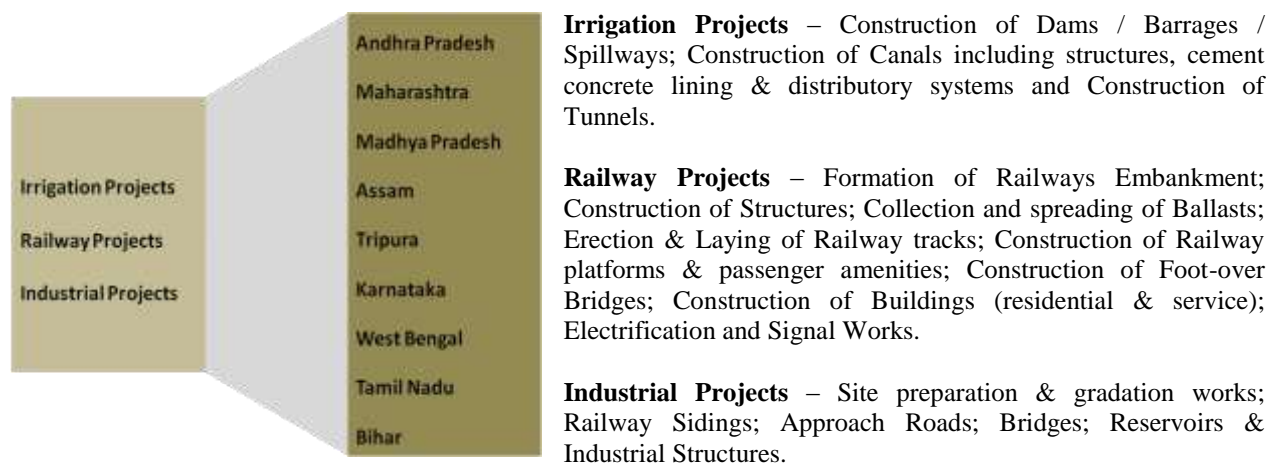 Irrigation Projects
Railway Projects
Industrial Projects
Andhra Pradesh
Maharashtra
Madhya Pradesh
Assam
Tripura
Karnataka
West Bengal
Tamil Nadu
Bihar
Irrigation Projects – Construction of Dams / Barrages /
Spillways; Construction of Canals including structures, cement
concrete lining & distributory systems and Construction of
Tunnels.
Railway Projects – Formation of Railways Embankment;
Construction of Structures; Collection and spreading of Ballasts;
Erection & Laying of Railway tracks; Construction of Railway
platforms & passenger amenities; Construction of Foot-over
Bridges; Construction of Buildings (residential & service);
Electrification and Signal Works.
Industrial Projects – Site preparation & gradation works;
Railway Sidings; Approach Roads; Bridges; Reservoirs &
Industrial Structures.